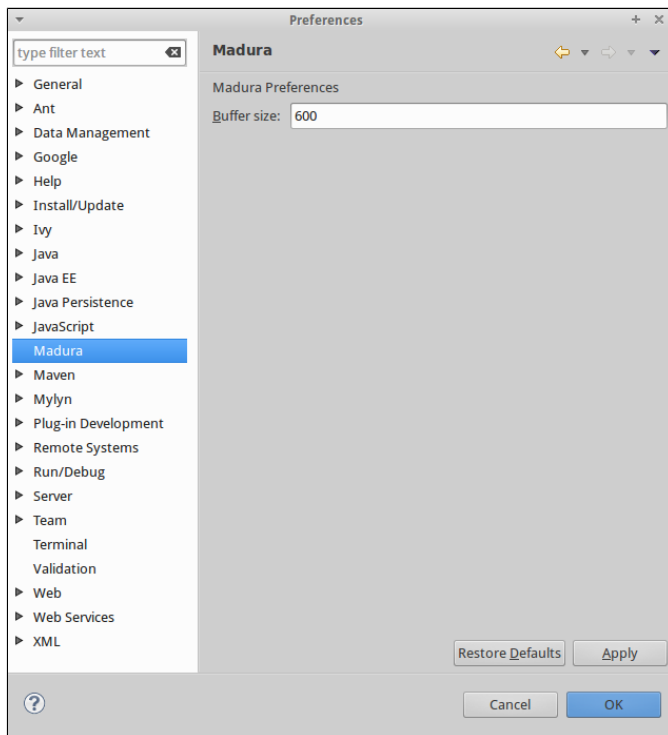 Preferences
type filter text
General
Ant
Data Management
Google
Help
Install/Update
Ivy
Java
Java EE
Java Persistence
JavaScript
Madura
Maven
Mylyn
Plug-in Development
Remote Systems
Run/Debug
Server
Team
Terminal
Validation
Web
Web Services
XML
Madura
Madura Preferences
Buffer size: 600
Restore Defaults Apply
Cancel OK